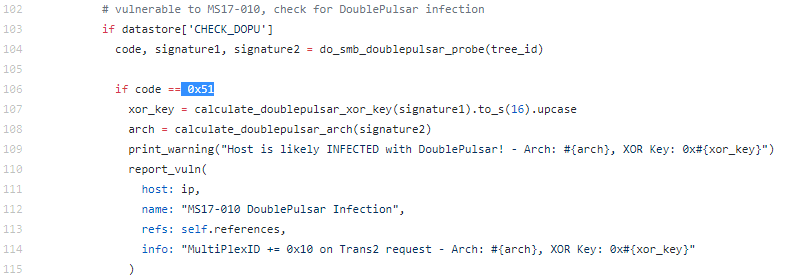 102 # vulnerable to MS17-010, check for DoublePulsar infection
103 if datastore['CHECK_DOPU']
104 code, signature1, signature2 = do_smb_doublepulsar_probe(tree_id)
105
106 if code == 0x51
107 xor_key = calculate_doublepulsar_xor_key(signature1).to_s(16).upcase
108 arch = calculate_doublepulsar_arch(signature2)
109 print_warning("Host is likely INFECTED with DoublePulsar! - Arch: #{arch}, XOR Key: 0x#{xor_key}")
110 report_vuln(
111 host: ip,
112 name: "MS17-010 DoublePulsar Infection",
113 refs: self.references,
114 info: "MultiPlexID += 0x10 on Trans2 request - Arch: #{arch}, XOR Key: 0x#{xor_key}"
115 )